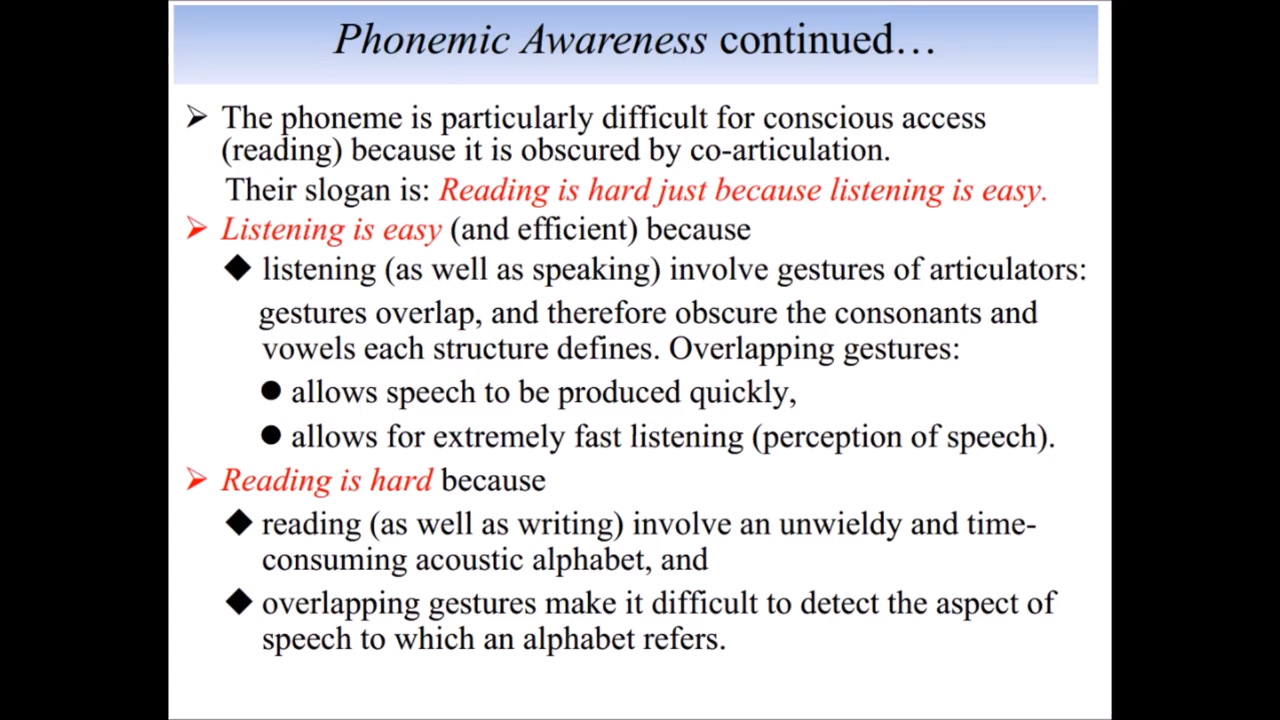 Phonemic Awareness continued…
➢ The phoneme is particularly difficult for conscious access
(reading) because it is obscured by co-articulation.
Their slogan is: Reading is hard just because listening is easy.
➢ Listening is easy (and efficient) because
◆ listening (as well as speaking) involve gestures of articulators:
gestures overlap, and therefore obscure the consonants and
vowels each structure defines. Overlapping gestures:
● allows speech to be produced quickly,
● allows for extremely fast listening (perception of speech).
➢ Reading is hard because
◆ reading (as well as writing) involve an unwieldy and time-
consuming acoustic alphabet, and
◆ overlapping gestures make it difficult to detect the aspect of
speech to which an alphabet refers.